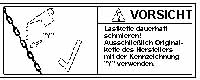 VORSICHT
Lastkette dauerhaft
schmieren!
Ausschließlich Original-
kette des Herstellers
mit der Kennzeichnung
"Y" verwenden.